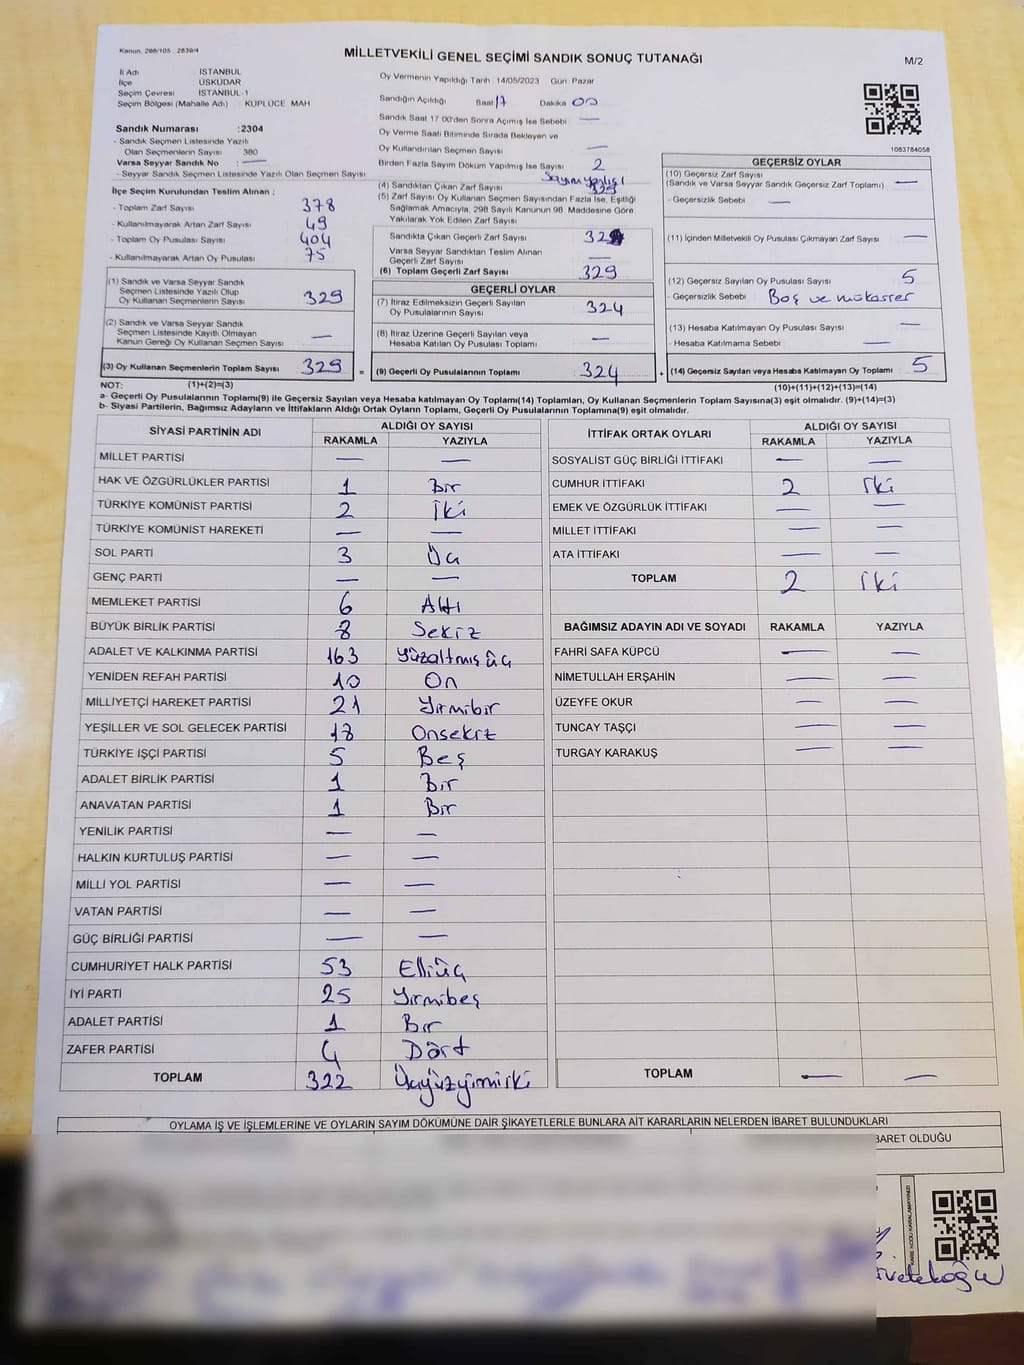 Kanun, 298/105 , 2839/4
MİLLETVEKİLİ GENEL SEÇİMİ SANDIK SONUÇ TUTANAĞI
M/2
İl Adı İSTANBUL
İlçe ÜSKÜDAR
Seçim Çevresi İSTANBUL-1
Seçim Bölgesi (Mahalle Adı) KÜPLÜCE MAH
Sandık Numarası :2304
- Sandık Seçmen Listesinde Yazılı
Olan Seçmenlerin Sayısı 380
Varsa Seyyar Sandık No : —
- Seyyar Sandık Seçmen Listesinde Yazılı Olan Seçmen Sayısı
İlçe Seçim Kurulundan Teslim Alınan ;
- Toplam Zarf Sayısı 378
- Kullanılmayarak Artan Zarf Sayısı 49
- Toplam Oy Pusulası Sayısı 404
- Kullanılmayarak Artan Oy Pusulası 75
(1) Sandık ve Varsa Seyyar Sandık
Seçmen Listesinde Yazılı Olup
Oy Kullanan Seçmenlerin Sayısı 329
(2) Sandık ve Varsa Seyyar Sandık
Seçmen Listesinde Kayıtlı Olmayan
Kanun Gereği Oy Kullanan Seçmen Sayısı —
(3) Oy Kullanan Seçmenlerin Toplam Sayısı 329 =
Oy Vermenin Yapıldığı Tarih :14/05/2023 Gün: Pazar
Sandığın Açıldığı Saat 17 Dakika 00
Sandık Saat 17:00'den Sonra Açımış İse Sebebi —
Oy Verme Saati Bitiminde Sırada Bekleyen ve
Oy Kullandırılan Seçmen Sayısı —
Birden Fazla Sayım Döküm Yapılmış İse Sayısı 2
Sayım yanlışı
(4) Sandıktan Çıkan Zarf Sayısı 329
(5) Zarf Sayısı Oy Kullanan Seçmen Sayısından Fazla İse, Eşitliği
Sağlamak Amacıyla, 298 Sayılı Kanunun 98. Maddesine Göre
Yakılarak Yok Edilen Zarf Sayısı
Sandıkta Çıkan Geçerli Zarf Sayısı 329
Varsa Seyyar Sandıktan Teslim Alınan
Geçerli Zarf Sayısı —
(6) Toplam Geçerli Zarf Sayısı 329
GEÇERLİ OYLAR
(7) İtiraz Edilmeksizin Geçerli Sayılan
Oy Pusulalarının Sayısı: 324
(8) İtiraz Üzerine Geçerli Sayılan veya
Hesaba Katılan Oy Pusulası Toplamı —
(9) Geçerli Oy Pusulalarının Toplamı 324 +
1083784058
GEÇERSİZ OYLAR
(10) Geçersiz Zarf Sayısı
(Sandık ve Varsa Seyyar Sandık Geçersiz Zarf Toplamı) —
- Geçersizlik Sebebi —
(11) İçinden Milletvekili Oy Pusulası Çıkmayan Zarf Sayısı —
(12) Geçersiz Sayılan Oy Pusulası Sayısı 5
- Geçersizlik Sebebi Boş ve mükerrer
(13) Hesaba Katılmayan Oy Pusulası Sayısı —
- Hesaba Katılmama Sebebi —
(14) Geçersiz Sayılan veya Hesaba Katılmayan Oy Toplamı 5
NOT: (1)+(2)=(3) (10)+(11)+(12)+(13)=(14)
a- Geçerli Oy Pusulalarının Toplamı(9) ile Geçersiz Sayılan veya Hesaba katılmayan Oy Toplamı(14) Toplamları, Oy Kullanan Seçmenlerin Toplam Sayısına(3) eşit olmalıdır. (9)+(14)=(3)
b- Siyasi Partilerin, Bağımsız Adayların ve İttifakların Aldığı Ortak Oyların Toplamı, Geçerli Oy Pusulalarının Toplamına(9) eşit olmalıdır.
SİYASİ PARTİNİN ADI ALDIĞI OY SAYISI
RAKAMLA YAZIYLA
MİLLET PARTİSİ — —
HAK VE ÖZGÜRLÜKLER PARTİSİ 1 Bir
TÜRKİYE KOMÜNİST PARTİSİ 2 İki
TÜRKİYE KOMÜNİST HAREKETİ — —
SOL PARTİ 3 Üç
GENÇ PARTİ — —
MEMLEKET PARTİSİ 6 Altı
BÜYÜK BİRLİK PARTİSİ 8 Sekiz
ADALET VE KALKINMA PARTİSİ 163 Yüzaltmış üç
YENİDEN REFAH PARTİSİ 10 On
MİLLİYETÇİ HAREKET PARTİSİ 21 Yirmibir
YEŞİLLER VE SOL GELECEK PARTİSİ 18 Onsekiz
TÜRKİYE İŞÇİ PARTİSİ 5 Beş
ADALET BİRLİK PARTİSİ 1 Bir
ANAVATAN PARTİSİ 1 Bir
YENİLİK PARTİSİ — —
HALKIN KURTULUŞ PARTİSİ — —
MİLLİ YOL PARTİSİ — —
VATAN PARTİSİ — —
GÜÇ BİRLİĞİ PARTİSİ — —
CUMHURİYET HALK PARTİSİ 53 Elliüç
İYİ PARTİ 25 Yirmibeş
ADALET PARTİSİ 1 Bir
ZAFER PARTİSİ 4 Dört
TOPLAM 322 Üçyüzyirmiiki
İTTİFAK ORTAK OYLARI ALDIĞI OY SAYISI
RAKAMLA YAZIYLA
SOSYALİST GÜÇ BİRLİĞİ İTTİFAKI — —
CUMHUR İTTİFAKI 2 İki
EMEK VE ÖZGÜRLÜK İTTİFAKI — —
MİLLET İTTİFAKI — —
ATA İTTİFAKI — —
TOPLAM 2 İki
BAĞIMSIZ ADAYIN ADI VE SOYADI RAKAMLA YAZIYLA
FAHRİ SAFA KÜPCÜ — —
NİMETULLAH ERŞAHİN — —
ÜZEYFE OKUR — —
TUNCAY TAŞÇI — —
TURGAY KARAKUŞ — —
TOPLAM — —
OYLAMA İŞ VE İŞLEMLERİNE VE OYLARIN SAYIM DÖKÜMÜNE DAİR ŞİKAYETLERLE BUNLARA AİT KARARLARIN NELERDEN İBARET BULUNDUKLARI
BARET OLDUĞU
KARE KODU KARALAMAYINIZ!